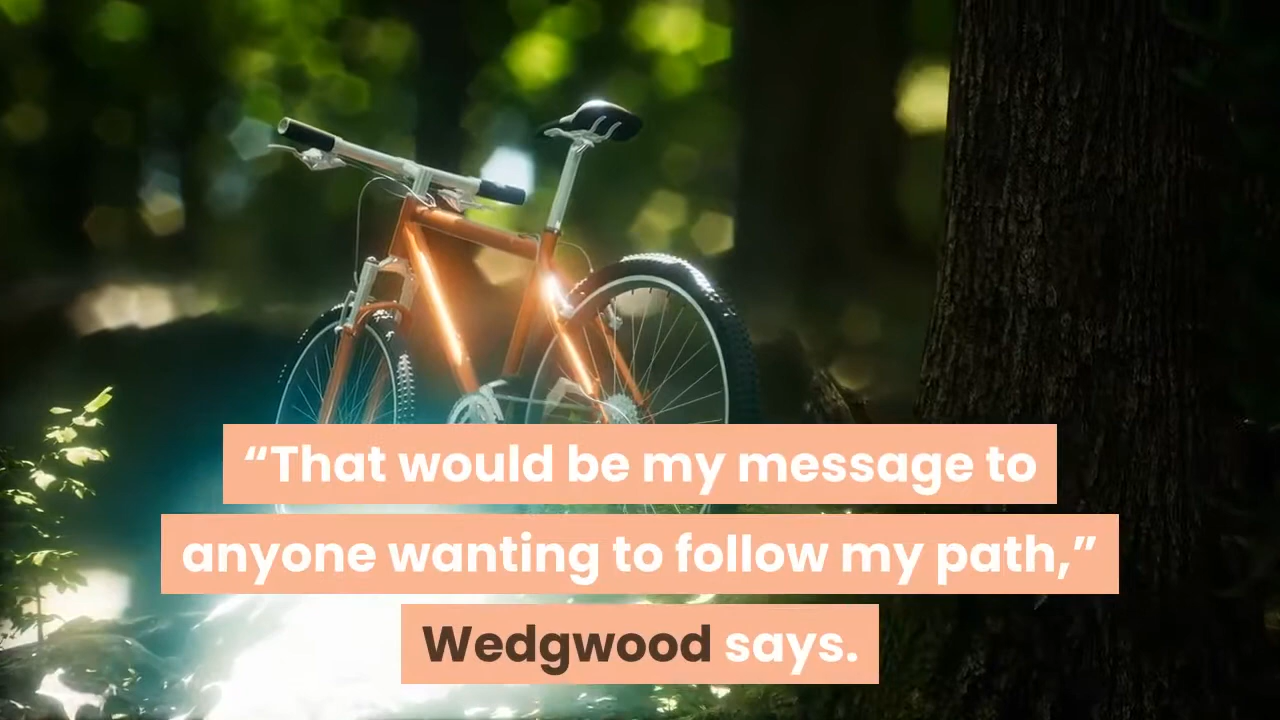 “That would be my message to
anyone wanting to follow my path,”
Wedgwood says.